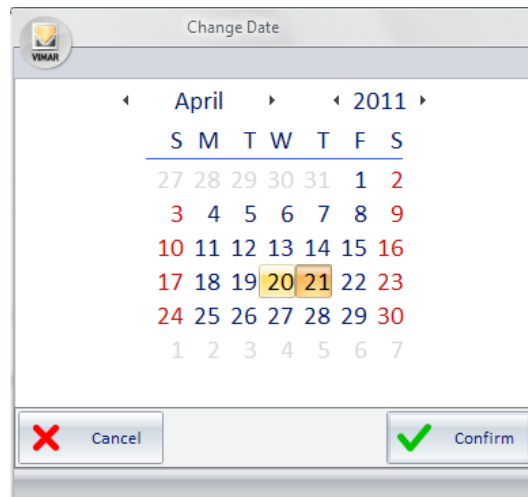 Change Date
VIMAR
April 2011
S M T W T F S
27 28 29 30 31 1 2
3 4 5 6 7 8 9
10 11 12 13 14 15 16
17 18 19 20 21 22 23
24 25 26 27 28 29 30
1 2 3 4 5 6 7
Cancel Confirm